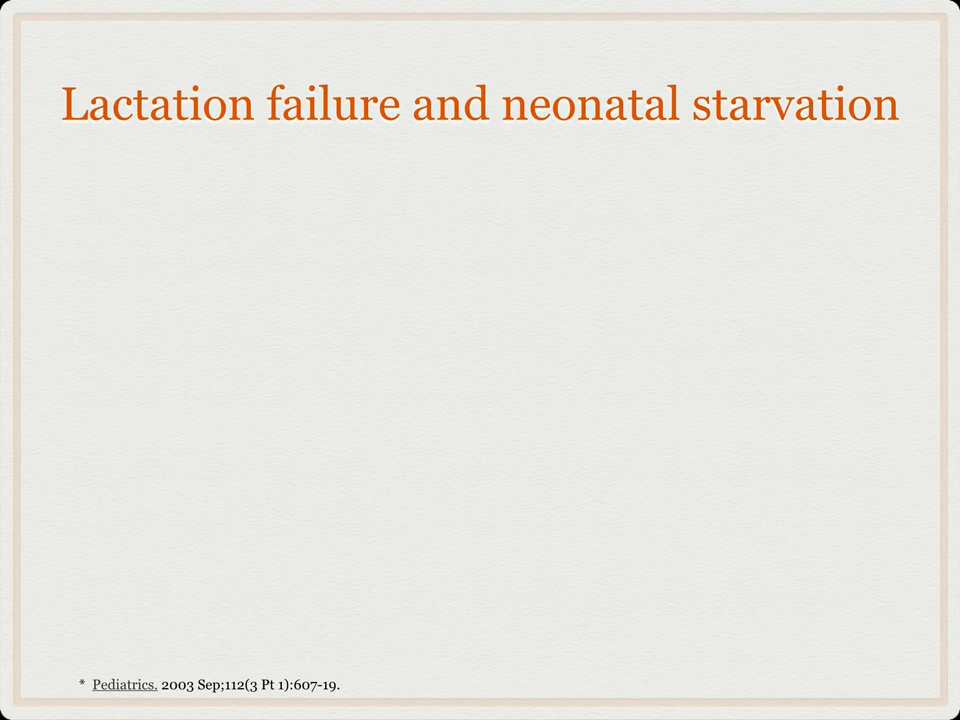 Lactation failure and neonatal starvation
* Pediatrics. 2003 Sep;112(3 Pt 1):607-19.